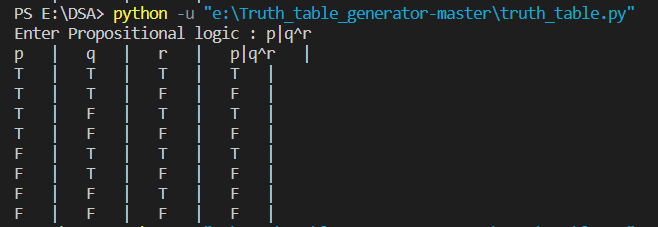 PS E:\DSA> python -u "e:\Truth_table_generator-master\truth_table.py"
Enter Propositional logic : p|q^r
p | q | r | p|q^r |
T | T | T | T |
T | T | F | F |
T | F | T | T |
T | F | F | F |
F | T | T | T |
F | T | F | F |
F | F | T | F |
F | F | F | F |